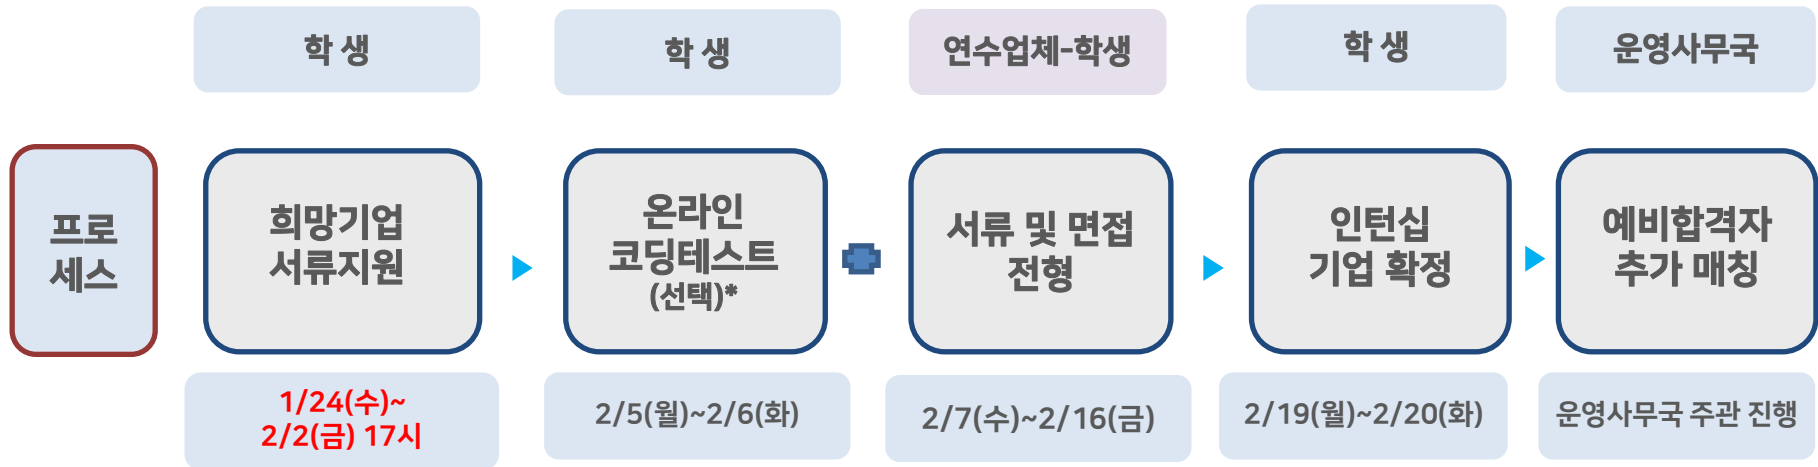 학 생
학 생
연수업체-학생
학 생
운영사무국
프로
세스
희망기업
서류지원
온라인
코딩테스트
(선택)*
서류 및 면접
전형
인턴십
기업 확정
예비합격자
추가 매칭
1/24(수)~
2/2(금) 17시
2/5(월)~2/6(화)
2/7(수)~2/16(금)
2/19(월)~2/20(화)
운영사무국 주관 진행